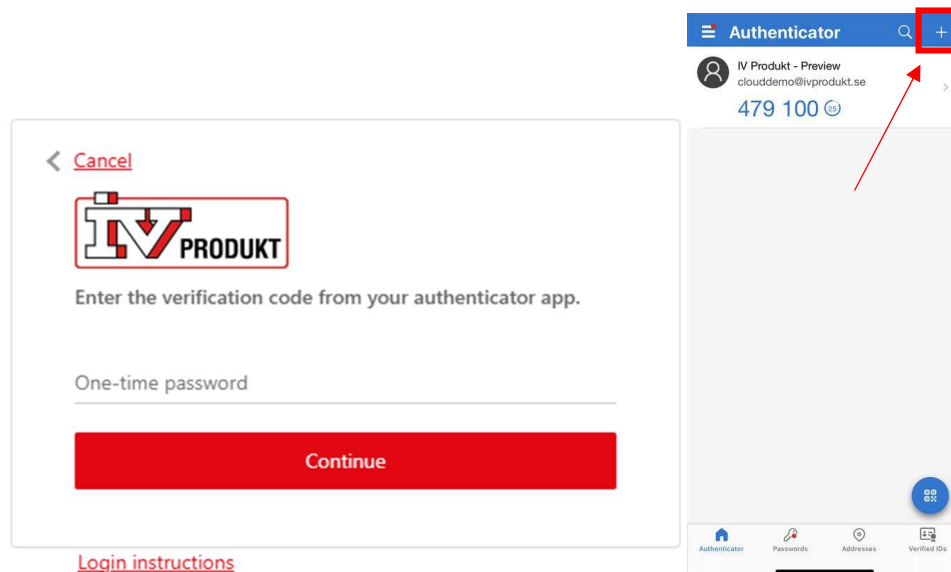 Cancel
IV PRODUKT
Enter the verification code from your authenticator app.
One-time password
Continue
Login instructions
Authenticator
IV Produkt - Preview
clouddemo@ivprodukt.se
479 100 25
Authenticator Passwords Addresses Verified IDs